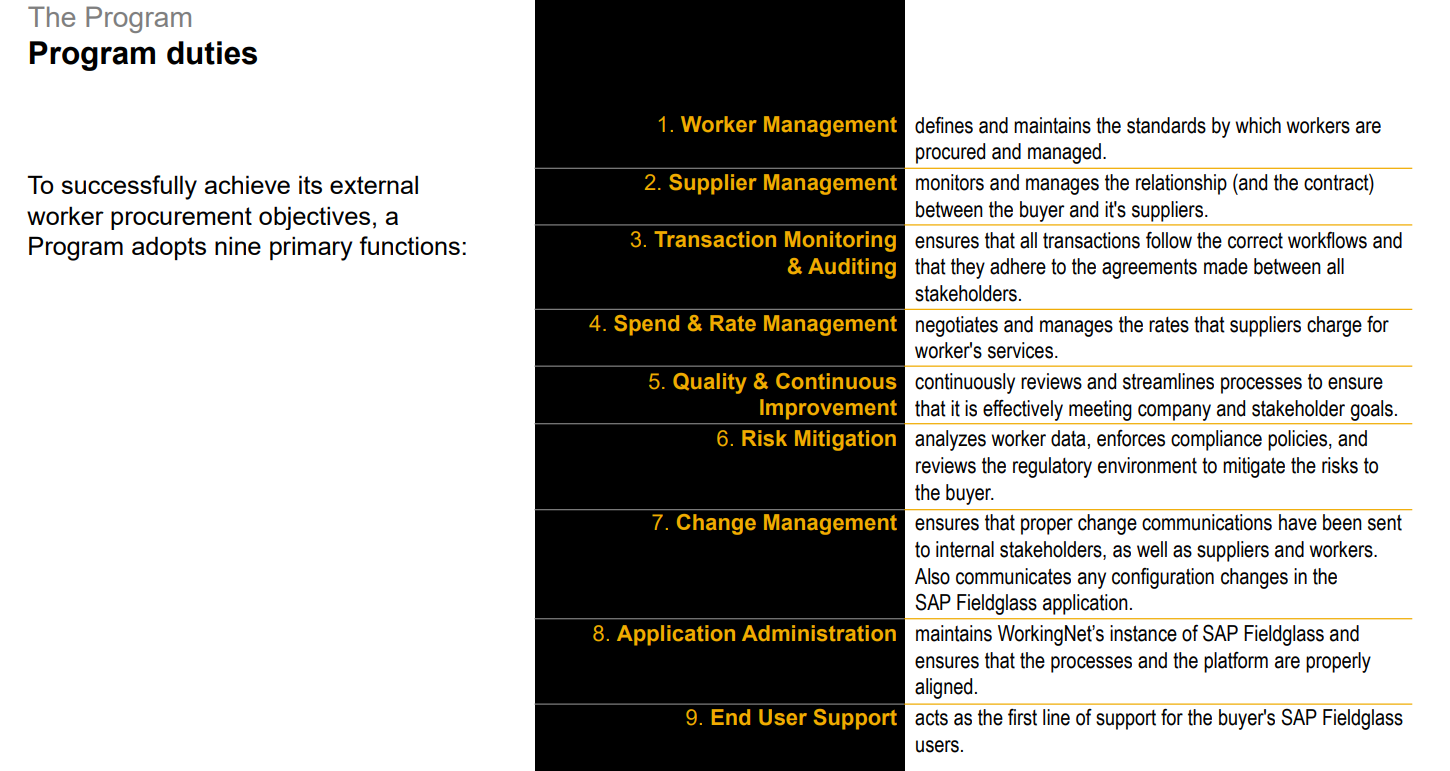 The Program
Program duties
To successfully achieve its external
worker procurement objectives, a
Program adopts nine primary functions:
1. Worker Management
defines and maintains the standards by which workers are
procured and managed.
2. Supplier Management
monitors and manages the relationship (and the contract)
between the buyer and it's suppliers.
3. Transaction Monitoring
& Auditing
ensures that all transactions follow the correct workflows and
that they adhere to the agreements made between all
stakeholders.
4. Spend & Rate Management
negotiates and manages the rates that suppliers charge for
worker's services.
5. Quality & Continuous
Improvement
continuously reviews and streamlines processes to ensure
that it is effectively meeting company and stakeholder goals.
6. Risk Mitigation
analyzes worker data, enforces compliance policies, and
reviews the regulatory environment to mitigate the risks to
the buyer.
7. Change Management
ensures that proper change communications have been sent
to internal stakeholders, as well as suppliers and workers.
Also communicates any configuration changes in the
SAP Fieldglass application.
8. Application Administration
maintains WorkingNet’s instance of SAP Fieldglass and
ensures that the processes and the platform are properly
aligned.
9. End User Support
acts as the first line of support for the buyer's SAP Fieldglass
users.